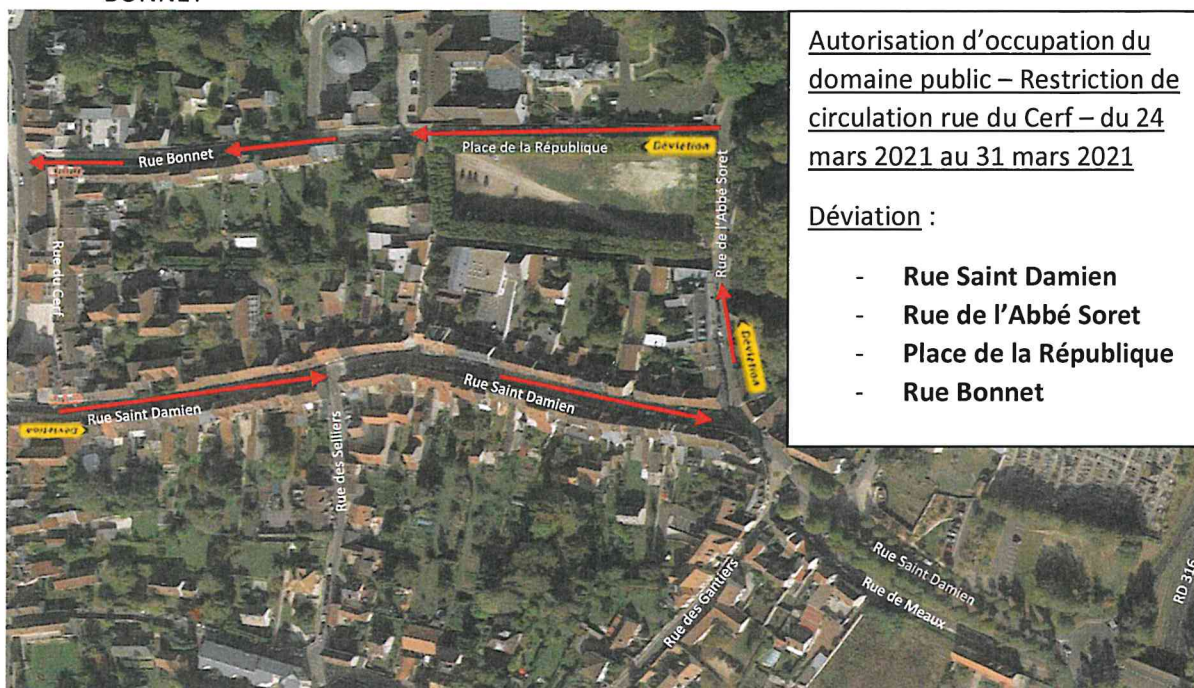 BONNET
Autorisation d'occupation du
domaine public – Restriction de
circulation rue du Cerf – du 24
mars 2021 au 31 mars 2021
Déviation :
- Rue Saint Damien
- Rue de l'Abbé Soret
- Place de la République
- Rue Bonnet
Rue Bonnet
Place de la République
Déviation
Rue de l'Abbé Soret
Rue du Cerf
Déviation
Rue Saint Damien
Rue Saint Damien
Déviation
Rue des Selliers
Rue des Gantiers
Rue Saint Damien
Rue de Meaux
RD 316